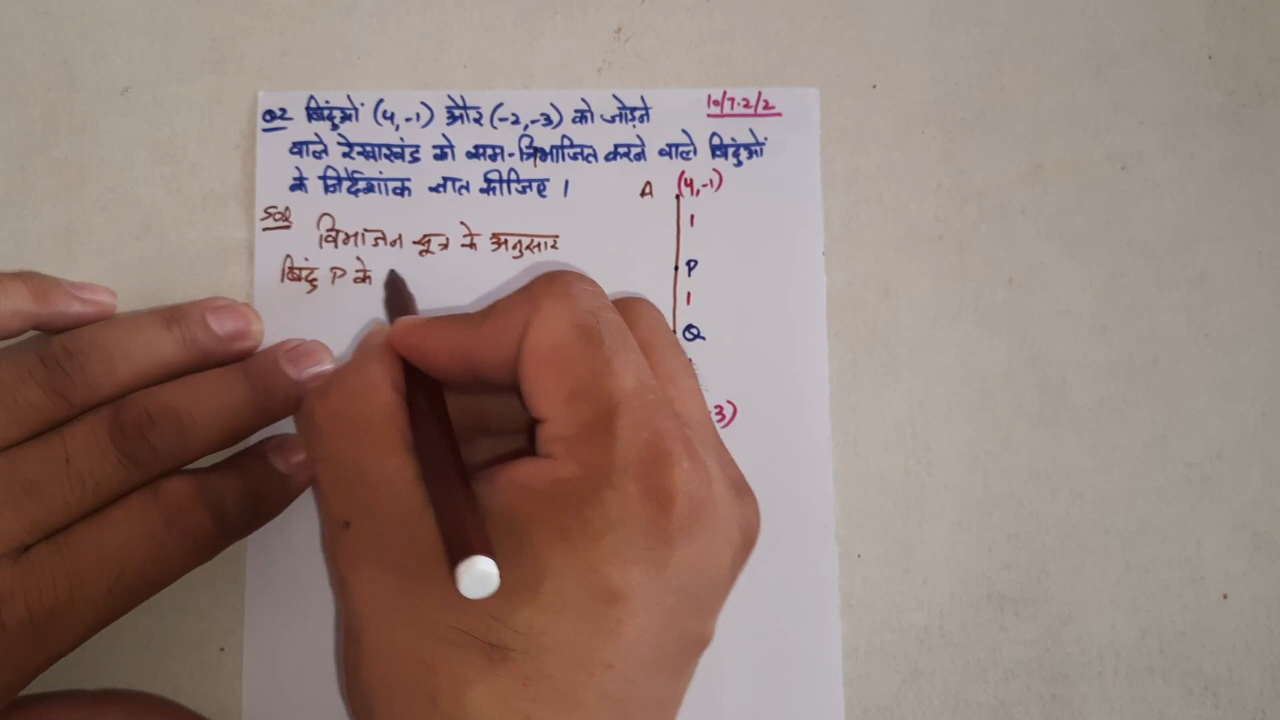 Q2 बिंदुओं (4,-1) और (-2,-3) को जोड़ने
10/7.2/2
वाले रेखाखंड को सम-त्रिभाजित करने वाले बिंदुओं
के निर्देशांक ज्ञात कीजिए ।
A (4,-1)
Sol
विभाजन सूत्र के अनुसार
1
बिंदु P के
P
1
Q
3)